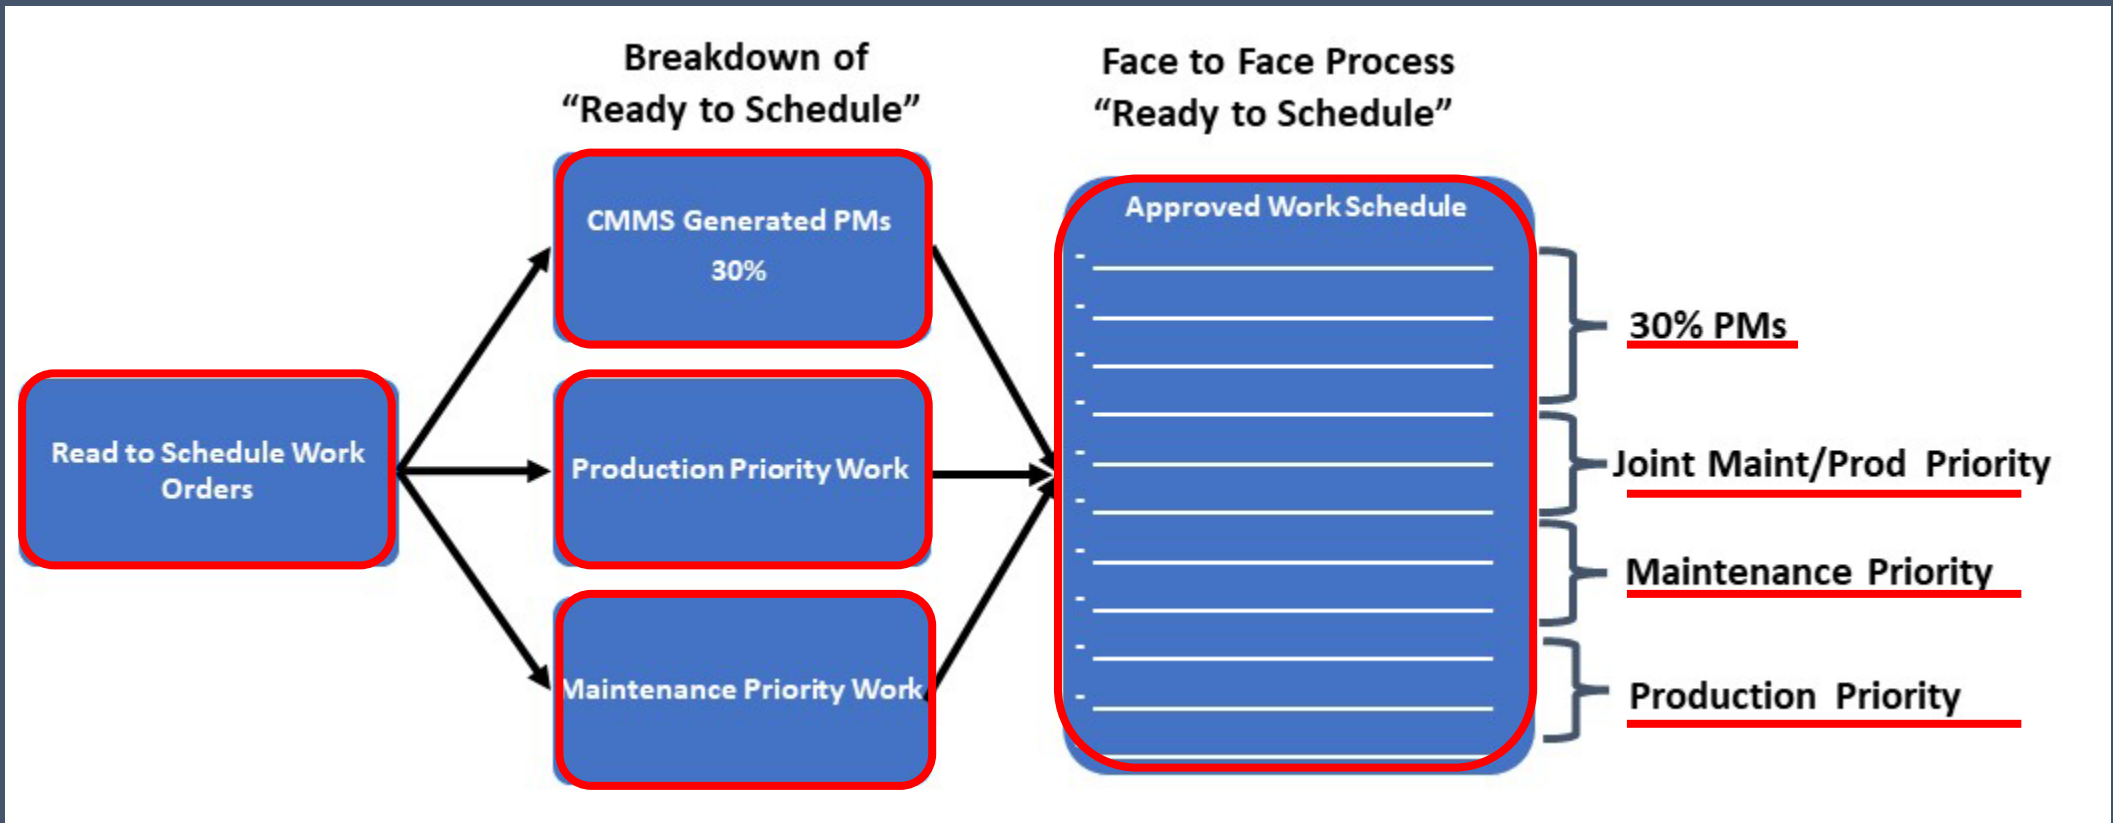 Breakdown of
“Ready to Schedule”
Face to Face Process
“Ready to Schedule”
Read to Schedule Work
Orders
CMMS Generated PMs
30%
Production Priority Work
Maintenance Priority Work
Approved Work Schedule
-
-
-
-
-
-
-
-
-
-
30% PMs
Joint Maint/Prod Priority
Maintenance Priority
Production Priority